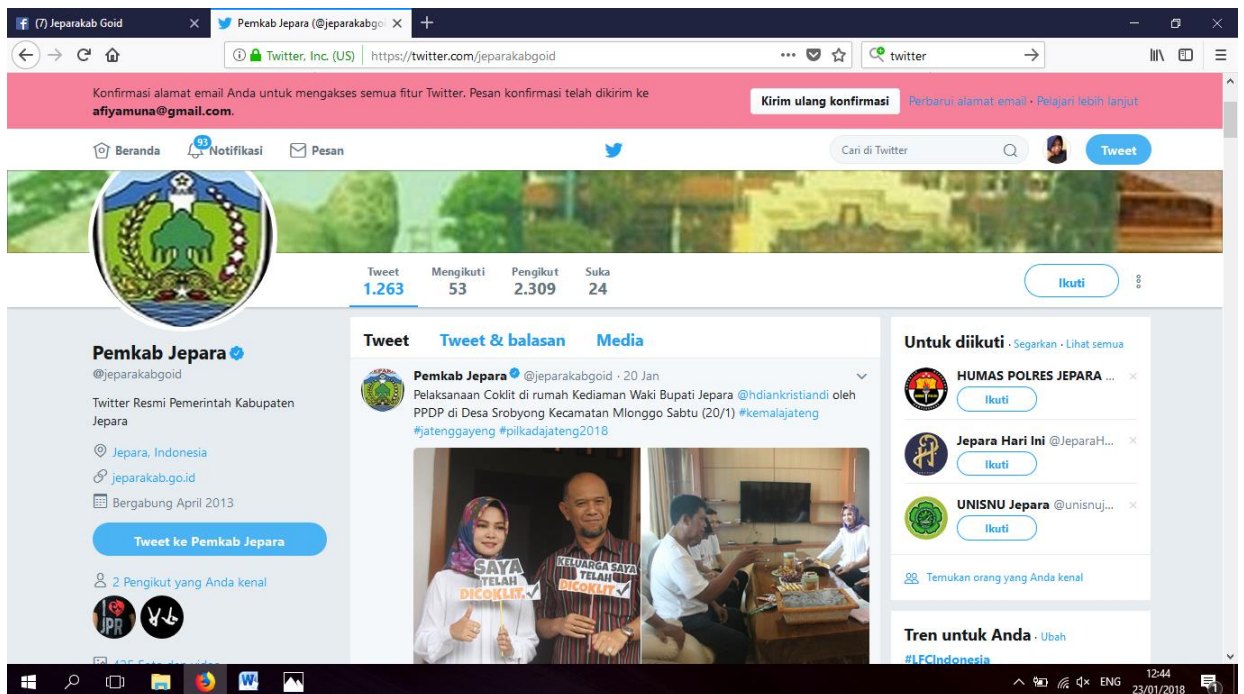 (7) Jeparakab Goid
Pemkab Jepara (@jeparakabgoi
Twitter, Inc. (US) https://twitter.com/jeparakabgoid
twitter
Konfirmasi alamat email Anda untuk mengakses semua fitur Twitter. Pesan konfirmasi telah dikirim ke
afiyamuna@gmail.com.
Kirim ulang konfirmasi
Perbarui alamat email · Pelajari lebih lanjut
Beranda
93
Notifikasi
Pesan
Cari di Twitter
Tweet
Tweet Mengikuti Pengikut Suka
1.263 53 2.309 24
Ikuti
Pemkab Jepara
@jeparakabgoid
Twitter Resmi Pemerintah Kabupaten
Jepara
Jepara, Indonesia
jeparakab.go.id
Bergabung April 2013
Tweet ke Pemkab Jepara
2 Pengikut yang Anda kenal
JPR
Tweet Tweet & balasan Media
Pemkab Jepara @jeparakabgoid · 20 Jan
Pelaksanaan Coklit di rumah Kediaman Waki Bupati Jepara @hdiankristiandi oleh
PPDP di Desa Srobyong Kecamatan Mlonggo Sabtu (20/1) #kemalajateng
#jatenggayeng #pilkadajateng2018
SAYA
TELAH
DICOKLIT,
KELUARGA SAYA
TELAH
DICOKLIT
Untuk diikuti · Segarkan · Lihat semua
HUMAS POLRES JEPARA ...
Ikuti
Jepara Hari Ini @JeparaH...
Ikuti
UNISNU Jepara @unisnuj...
Ikuti
Temukan orang yang Anda kenal
Tren untuk Anda · Ubah
#LFCIndonesia
ENG
12:44
23/01/2018